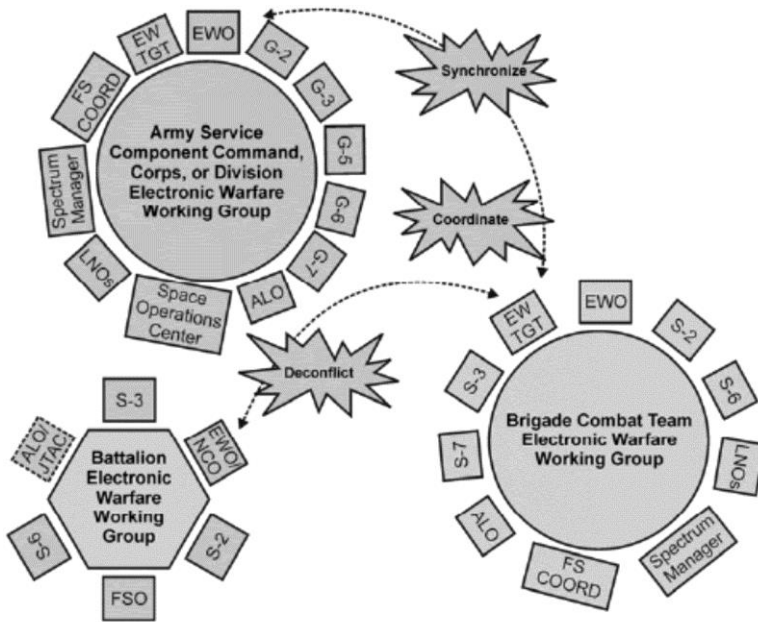 EW
TGT
EWO
G-2
G-3
G-5
G-6
G-7
ALO
Space
Operations
Center
LNOs
Spectrum
Manager
FS
COORD
Army Service
Component Command,
Corps, or Division
Electronic Warfare
Working Group
Synchronize
Coordinate
Deconflict
EW
TGT
EWO
S-2
S-6
LNOs
Spectrum
Manager
FS
COORD
ALO
S-7
S-3
Brigade Combat Team
Electronic Warfare
Working Group
S-3
EWO/
NCO
S-2
FSO
S-6
ALO/
JTAC
Battalion
Electronic
Warfare
Working
Group